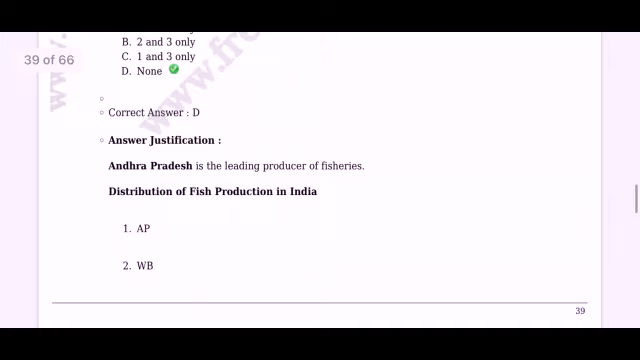 B. 2 and 3 only
39 of 66
C. 1 and 3 only
D. None
Correct Answer : D
Answer Justification :
Andhra Pradesh is the leading producer of fisheries.
Distribution of Fish Production in India
1. AP
2. WB
39